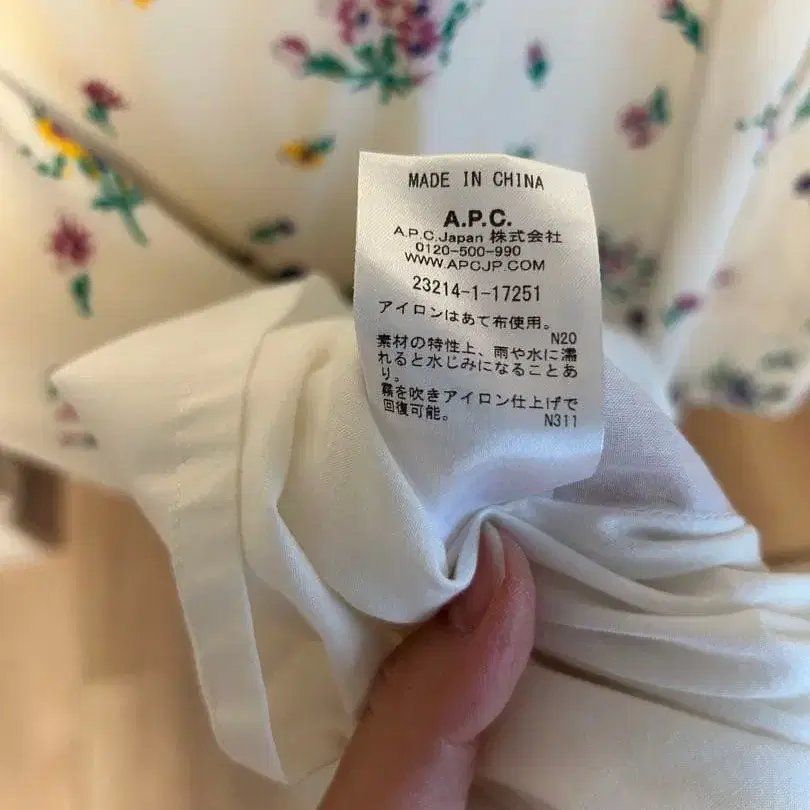 MADE IN CHINA
A.P.C.
A.P.C.Japan 株式会社
0120-500-990
WWW.APCJP.COM
23214-1-17251
アイロンはあて布使用。
N20
素材の特性上、雨や水に濡
れると水じみになることあ
り。
霧を吹きアイロン仕上げで
回復可能。
N311